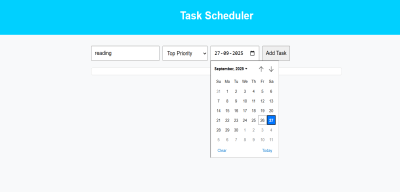 Task Scheduler
reading Top Priority 27-09-2025 Add Task
September, 2025
Su Mo Tu We Th Fr Sa
31 1 2 3 4 5 6
7 8 9 10 11 12 13
14 15 16 17 18 19 20
21 22 23 24 25 26 27
28 29 30 1 2 3 4
5 6 7 8 9 10 11
Clear Today